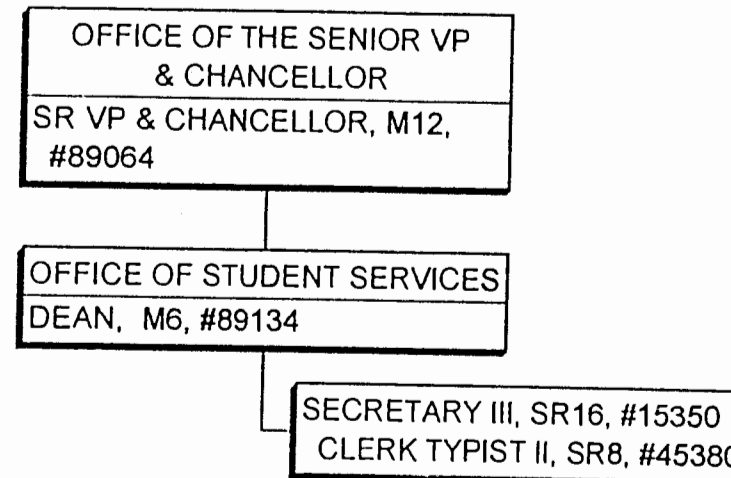 OFFICE OF THE SENIOR VP
& CHANCELLOR
SR VP & CHANCELLOR, M12,
#89064
OFFICE OF STUDENT SERVICES
DEAN, M6, #89134
SECRETARY III, SR16, #15350
CLERK TYPIST II, SR8, #45380